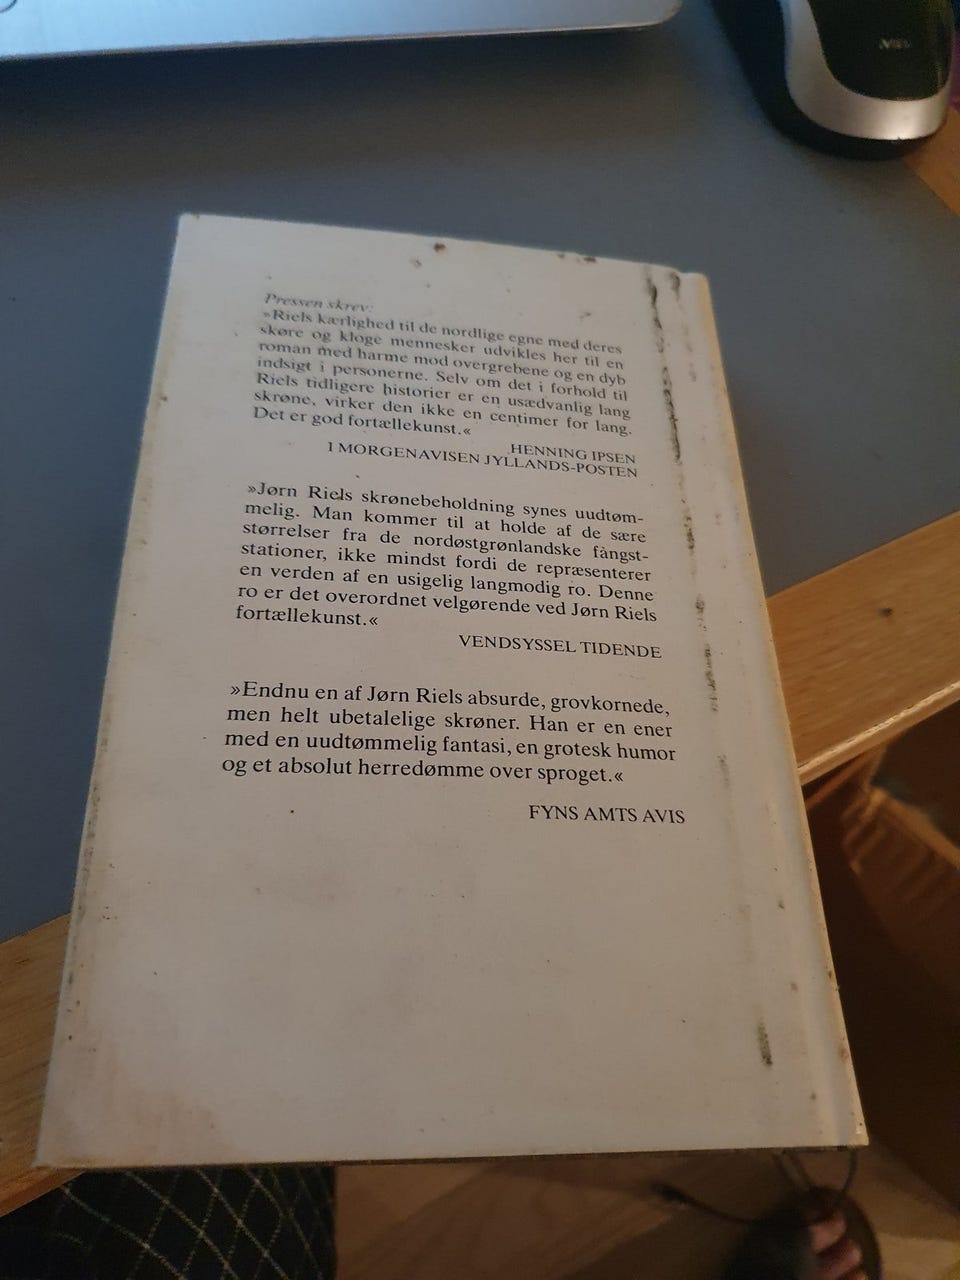 Pressen skrev:
»Riels kærlighed til de nordlige egne med deres
skøre og kloge mennesker udvikles her til en
roman med harme mod overgrebene og en dyb
indsigt i personerne. Selv om det i forhold til
Riels tidligere historier er en usædvanlig lang
skrøne, virker den ikke en centimer for lang.
Det er god fortællekunst.«
HENNING IPSEN
I MORGENAVISEN JYLLANDS-POSTEN
»Jørn Riels skrønebeholdning synes uudtøm-
melig. Man kommer til at holde af de sære
størrelser fra de nordøstgrønlandske fangst-
stationer, ikke mindst fordi de repræsenterer
en verden af en usigelig langmodig ro. Denne
ro er det overordnet velgørende ved Jørn Riels
fortællekunst.«
VENDSYSSEL TIDENDE
»Endnu en af Jørn Riels absurde, grovkornede,
men helt ubetalelige skrøner. Han er en ener
med en uudtømmelig fantasi, en grotesk humor
og et absolut herredømme over sproget.«
FYNS AMTS AVIS